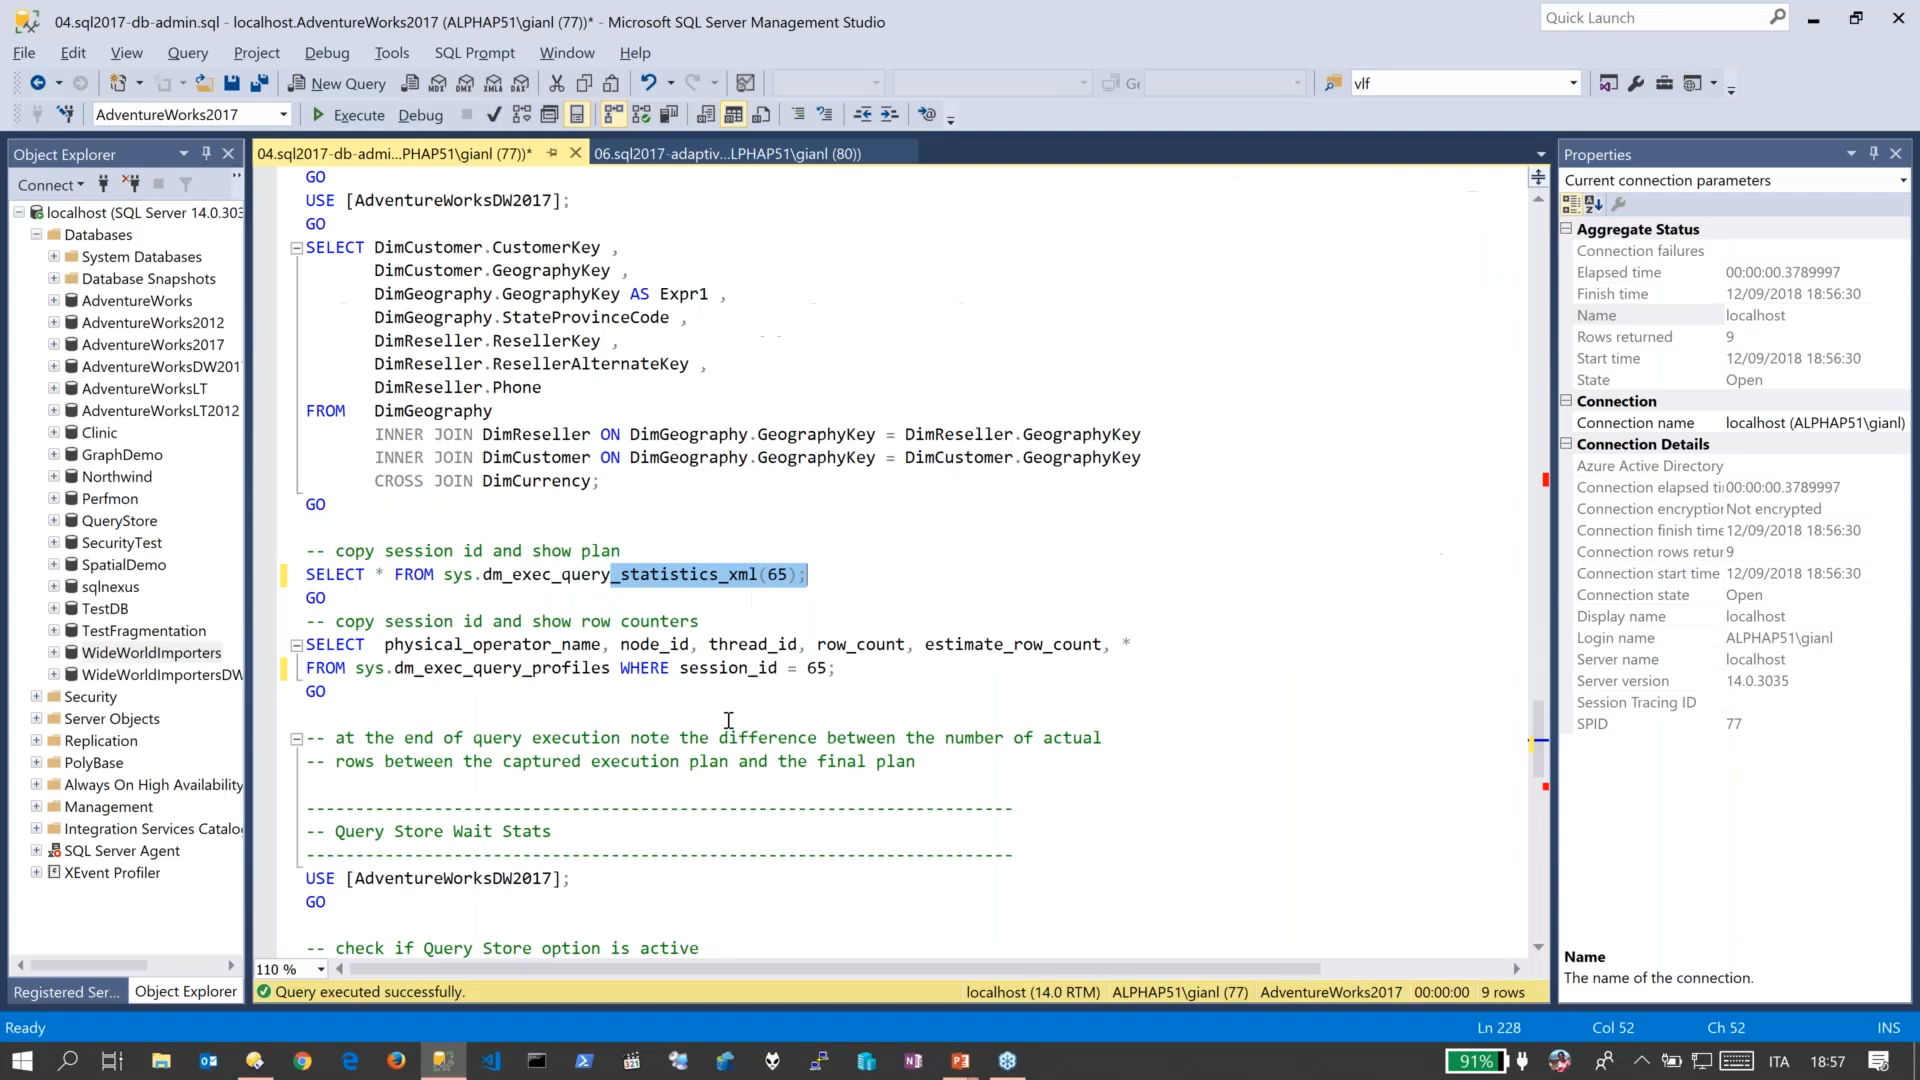 04.sql2017-db-admin.sql - localhost.AdventureWorks2017 (ALPHAP51\gianl (77))* - Microsoft SQL Server Management Studio
Quick Launch
File Edit View Query Project Debug Tools SQL Prompt Window Help
New Query
vlf
AdventureWorks2017
Execute Debug
Object Explorer
04.sql2017-db-admi...PHAP51\gianl (77))*
06.sql2017-adaptiv...LPHAP51\gianl (80))
Connect
localhost (SQL Server 14.0.303
Databases
System Databases
Database Snapshots
AdventureWorks
AdventureWorks2012
AdventureWorks2017
AdventureWorksDW201
AdventureWorksLT
AdventureWorksLT2012
Clinic
GraphDemo
Northwind
Perfmon
QueryStore
SecurityTest
SpatialDemo
sqlnexus
TestDB
TestFragmentation
WideWorldImporters
WideWorldImportersDW
Security
Server Objects
Replication
PolyBase
Always On High Availability
Management
Integration Services Catalo
SQL Server Agent
XEvent Profiler
Registered Ser...
Object Explorer
GO
USE [AdventureWorksDW2017];
GO
SELECT DimCustomer.CustomerKey ,
DimCustomer.GeographyKey ,
DimGeography.GeographyKey AS Expr1 ,
DimGeography.StateProvinceCode ,
DimReseller.ResellerKey ,
DimReseller.ResellerAlternateKey ,
DimReseller.Phone
FROM DimGeography
INNER JOIN DimReseller ON DimGeography.GeographyKey = DimReseller.GeographyKey
INNER JOIN DimCustomer ON DimGeography.GeographyKey = DimCustomer.GeographyKey
CROSS JOIN DimCurrency;
GO
-- copy session id and show plan
SELECT * FROM sys.dm_exec_query_statistics_xml(65);
GO
-- copy session id and show row counters
SELECT physical_operator_name, node_id, thread_id, row_count, estimate_row_count, *
FROM sys.dm_exec_query_profiles WHERE session_id = 65;
GO
-- at the end of query execution note the difference between the number of actual
-- rows between the captured execution plan and the final plan
------------------------------------------------------------------------
-- Query Store Wait Stats
------------------------------------------------------------------------
USE [AdventureWorksDW2017];
GO
-- check if Query Store option is active
110 %
Query executed successfully.
localhost (14.0 RTM) ALPHAP51\gianl (77) AdventureWorks2017 00:00:00 9 rows
Properties
Current connection parameters
Aggregate Status
Connection failures
Elapsed time 00:00:00.3789997
Finish time 12/09/2018 18:56:30
Name localhost
Rows returned 9
Start time 12/09/2018 18:56:30
State Open
Connection
Connection name localhost (ALPHAP51\gianl)
Connection Details
Azure Active Directory
Connection elapsed ti 00:00:00.3789997
Connection encryption Not encrypted
Connection finish time 12/09/2018 18:56:30
Connection rows retur 9
Connection start time 12/09/2018 18:56:30
Connection state Open
Display name localhost
Login name ALPHAP51\gianl
Server name localhost
Server version 14.0.3035
Session Tracing ID
SPID 77
Name
The name of the connection.
Ready
Ln 228 Col 52 Ch 52 INS
91% ITA 18:57